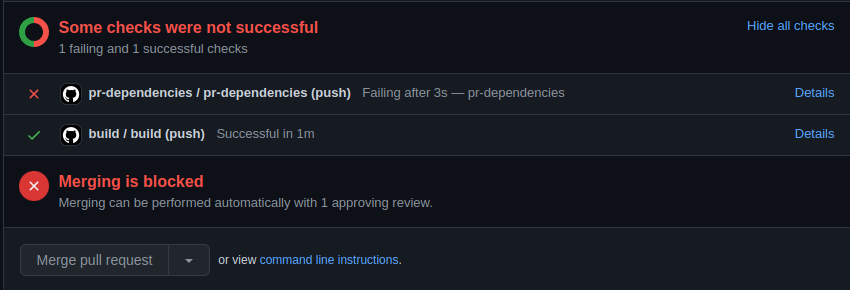 Some checks were not successful
Hide all checks
1 failing and 1 successful checks
pr-dependencies / pr-dependencies (push) Failing after 3s — pr-dependencies Details
build / build (push) Successful in 1m Details
Merging is blocked
Merging can be performed automatically with 1 approving review.
Merge pull request or view command line instructions.